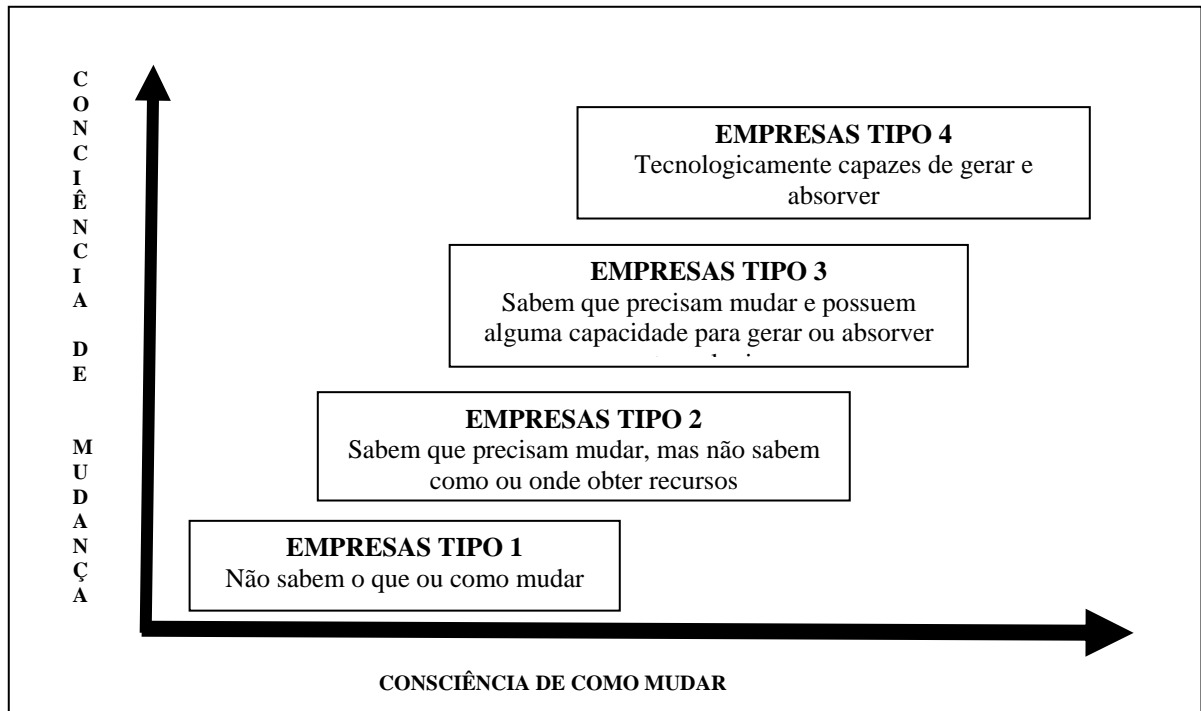 CONCIÊNCIA DE MUDANÇA
EMPRESAS TIPO 4
Tecnologicamente capazes de gerar e
absorver
EMPRESAS TIPO 3
Sabem que precisam mudar e possuem
alguma capacidade para gerar ou absorver
EMPRESAS TIPO 2
Sabem que precisam mudar, mas não sabem
como ou onde obter recursos
EMPRESAS TIPO 1
Não sabem o que ou como mudar
CONSCIÊNCIA DE COMO MUDAR